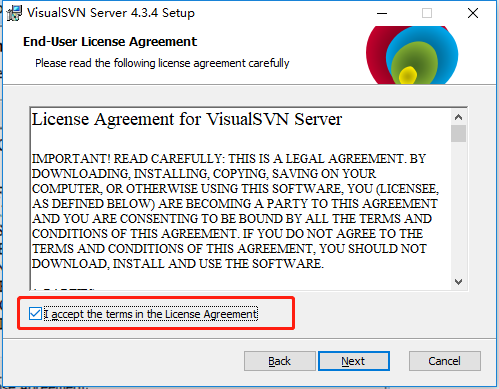 VisualSVN Server 4.3.4 Setup
End-User License Agreement
Please read the following license agreement carefully
License Agreement for VisualSVN Server
IMPORTANT! READ CAREFULLY: THIS IS A LEGAL AGREEMENT. BY
DOWNLOADING, INSTALLING, COPYING, SAVING ON YOUR
COMPUTER, OR OTHERWISE USING THIS SOFTWARE, YOU (LICENSEE,
AS DEFINED BELOW) ARE BECOMING A PARTY TO THIS AGREEMENT
AND YOU ARE CONSENTING TO BE BOUND BY ALL THE TERMS AND
CONDITIONS OF THIS AGREEMENT. IF YOU DO NOT AGREE TO THE
TERMS AND CONDITIONS OF THIS AGREEMENT, YOU SHOULD NOT
DOWNLOAD, INSTALL AND USE THE SOFTWARE.
I accept the terms in the License Agreement
Back Next Cancel